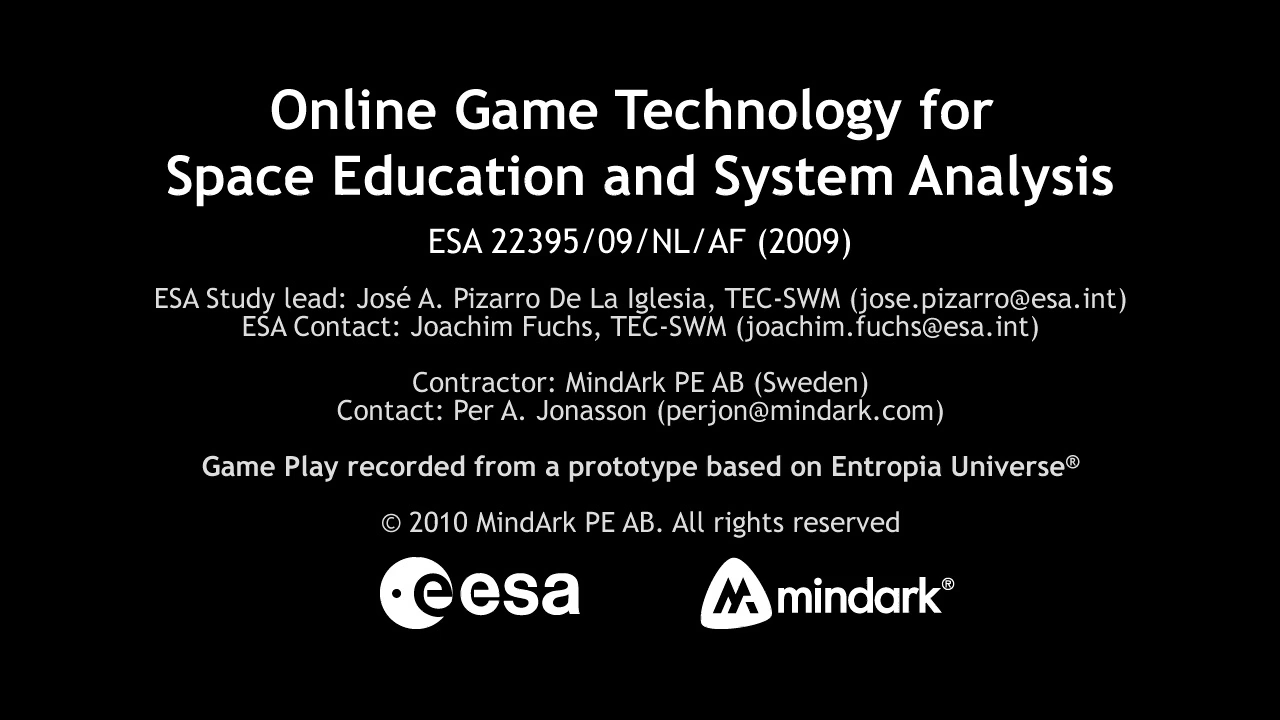 Online Game Technology for
Space Education and System Analysis
ESA 22395/09/NL/AF (2009)
ESA Study lead: José A. Pizarro De La Iglesia, TEC-SWM (jose.pizarro@esa.int)
ESA Contact: Joachim Fuchs, TEC-SWM (joachim.fuchs@esa.int)
Contractor: MindArk PE AB (Sweden)
Contact: Per A. Jonasson (perjon@mindark.com)
Game Play recorded from a prototype based on Entropia Universe®
© 2010 MindArk PE AB. All rights reserved
esa mindark®